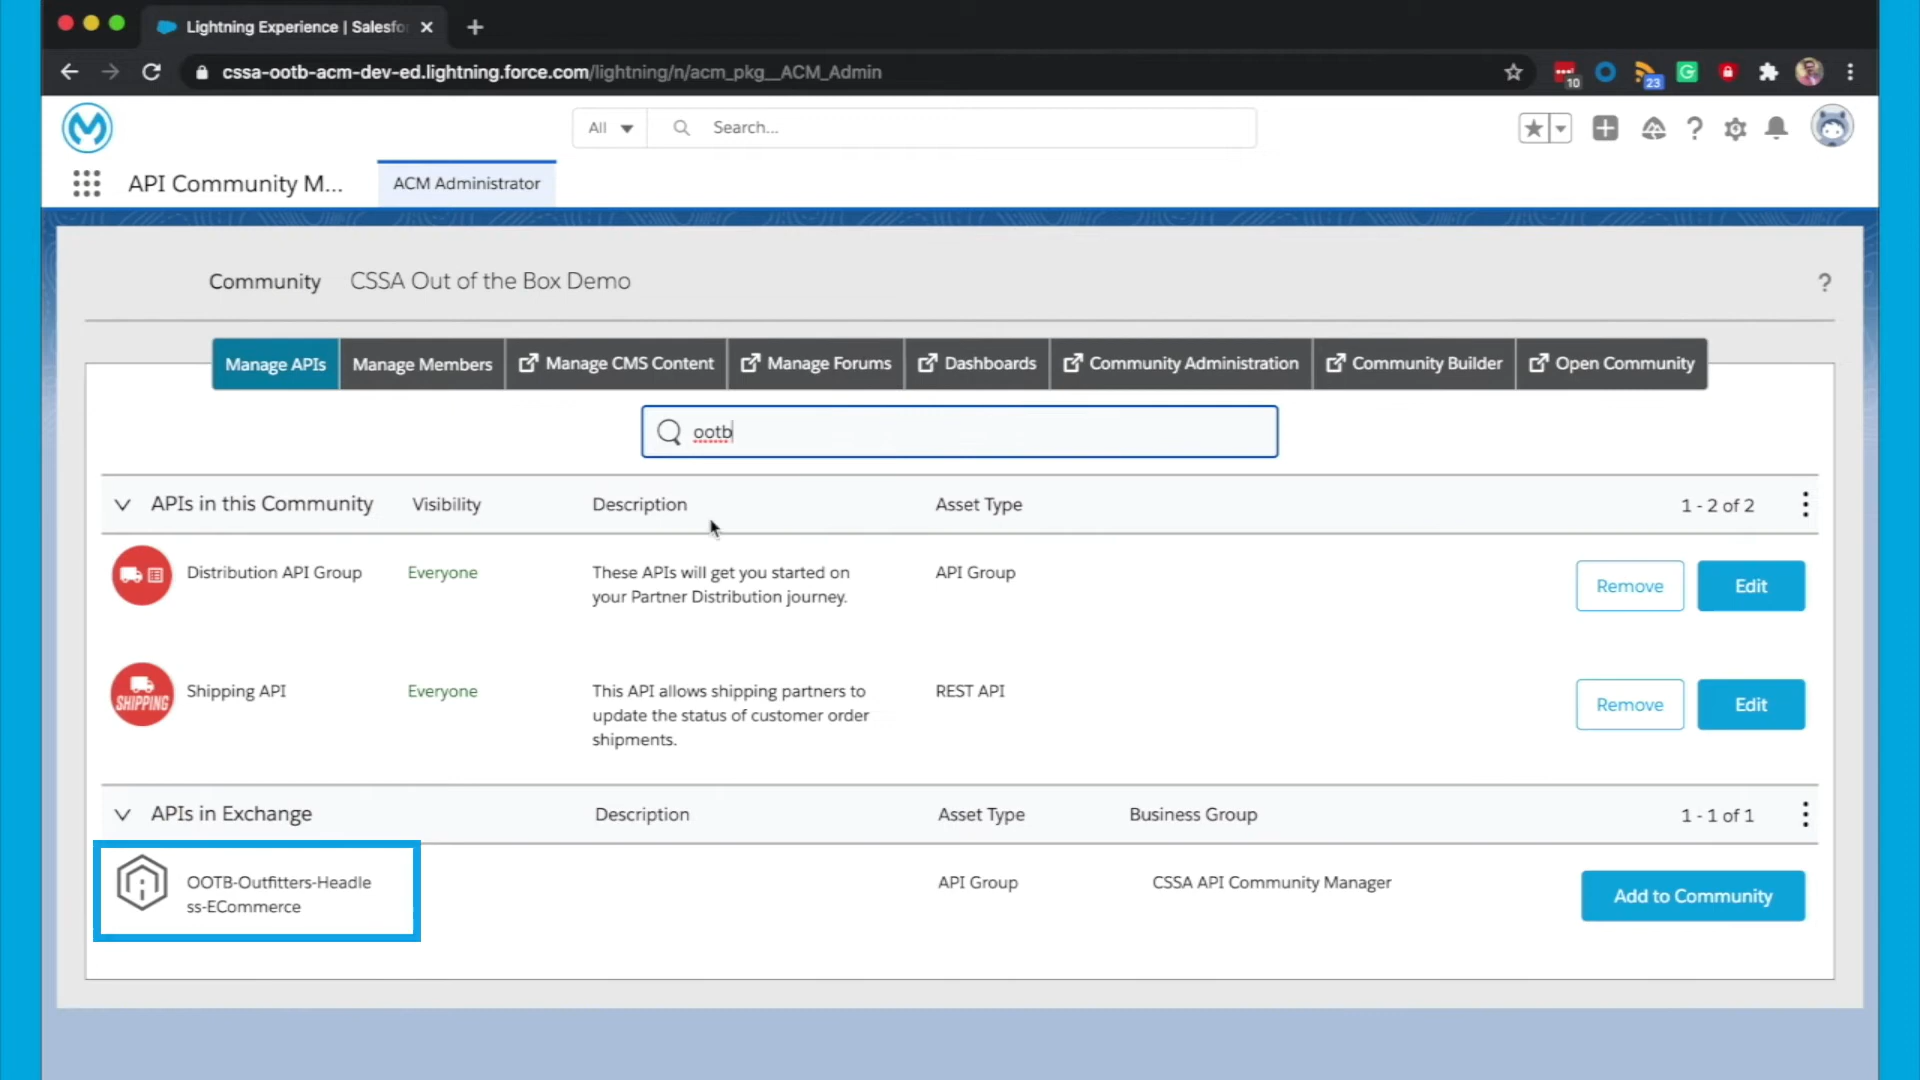 Lightning Experience | Salesfo
cssa-ootb-acm-dev-ed.lightning.force.com/lightning/n/acm_pkg__ACM_Admin
10
23
All
Search...
API Community M...
ACM Administrator
Community
CSSA Out of the Box Demo
?
Manage APIs
Manage Members
Manage CMS Content
Manage Forums
Dashboards
Community Administration
Community Builder
Open Community
ootb
APIs in this Community
Visibility
Description
Asset Type
1 - 2 of 2
Distribution API Group
Everyone
These APIs will get you started on
your Partner Distribution journey.
API Group
Remove
Edit
SHIPPING
Shipping API
Everyone
This API allows shipping partners to
update the status of customer order
shipments.
REST API
Remove
Edit
APIs in Exchange
Description
Asset Type
Business Group
1 - 1 of 1
OOTB-Outfitters-Headle
ss-ECommerce
API Group
CSSA API Community Manager
Add to Community